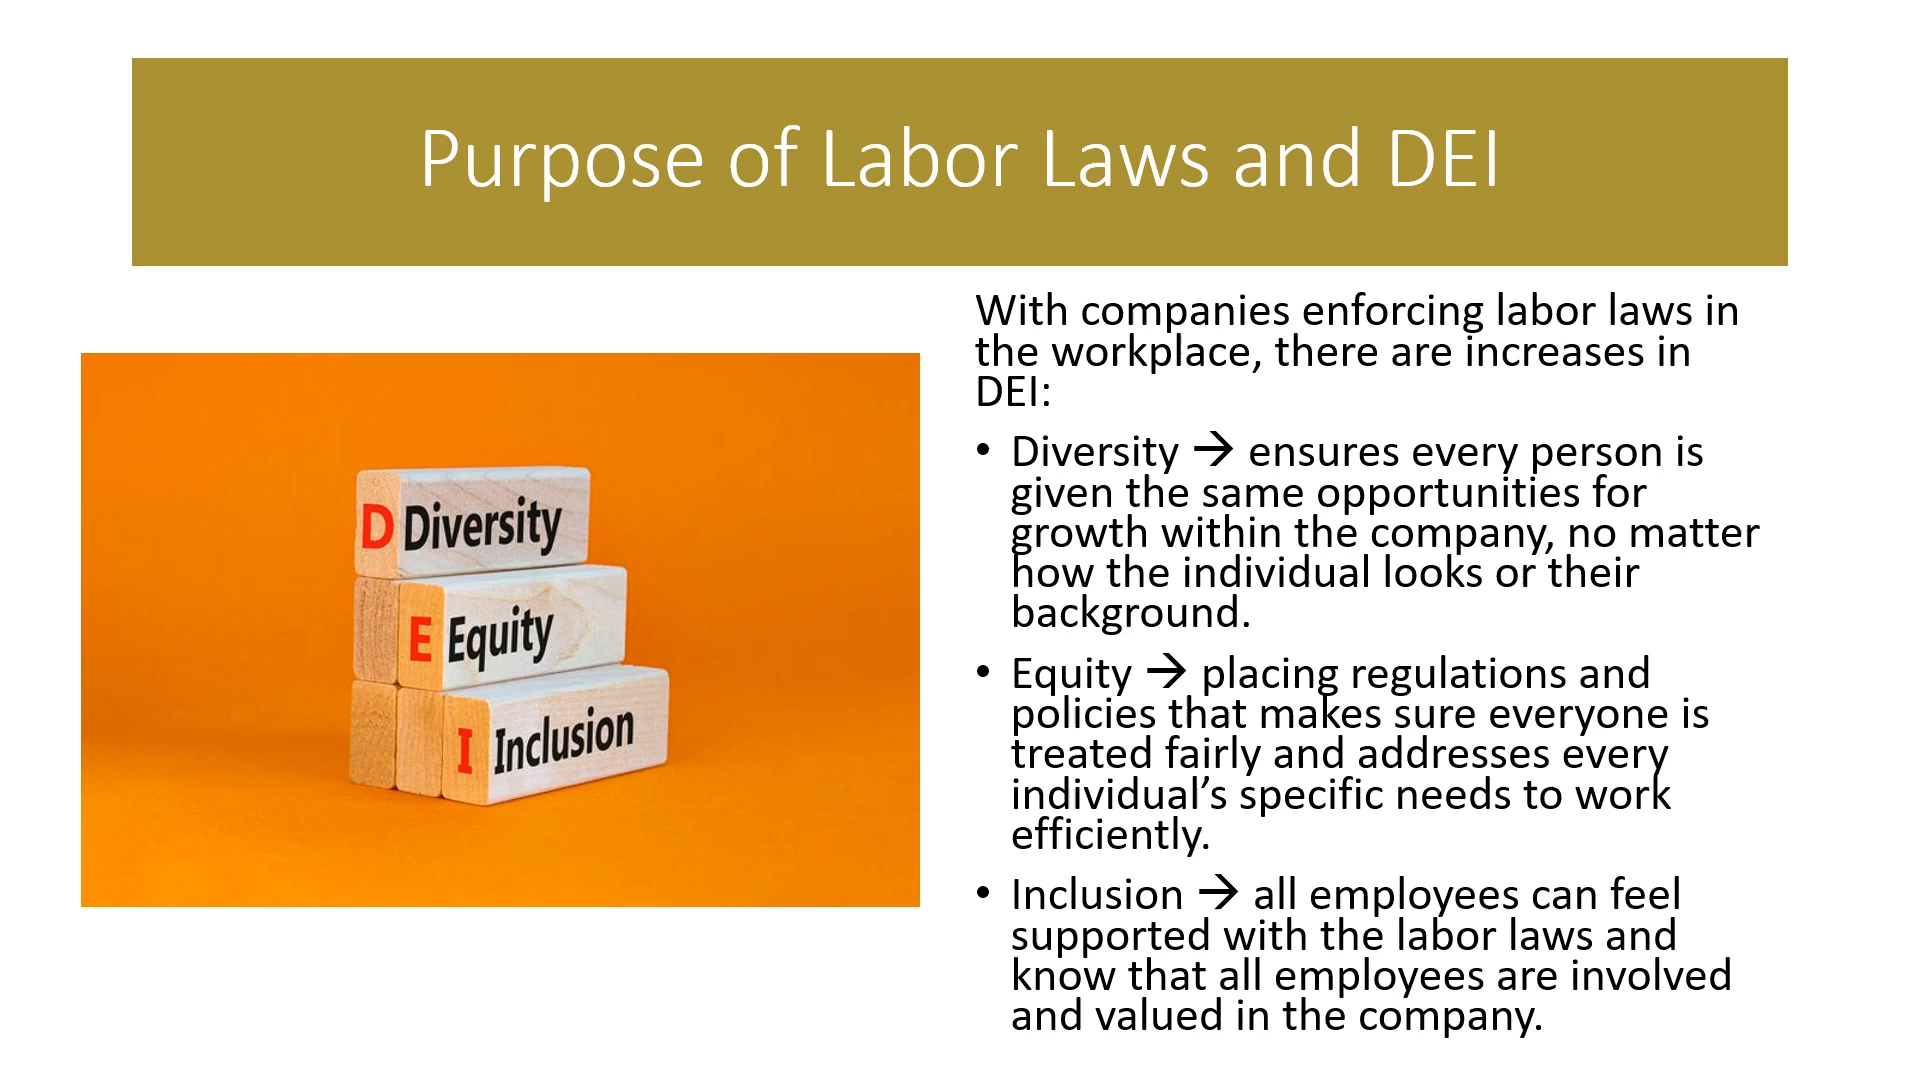 Purpose of Labor Laws and DEI
D Diversity
E Equity
I Inclusion
With companies enforcing labor laws in
the workplace, there are increases in
DEI:
• Diversity → ensures every person is
given the same opportunities for
growth within the company, no matter
how the individual looks or their
background.
• Equity → placing regulations and
policies that makes sure everyone is
treated fairly and addresses every
individual’s specific needs to work
efficiently.
• Inclusion → all employees can feel
supported with the labor laws and
know that all employees are involved
and valued in the company.